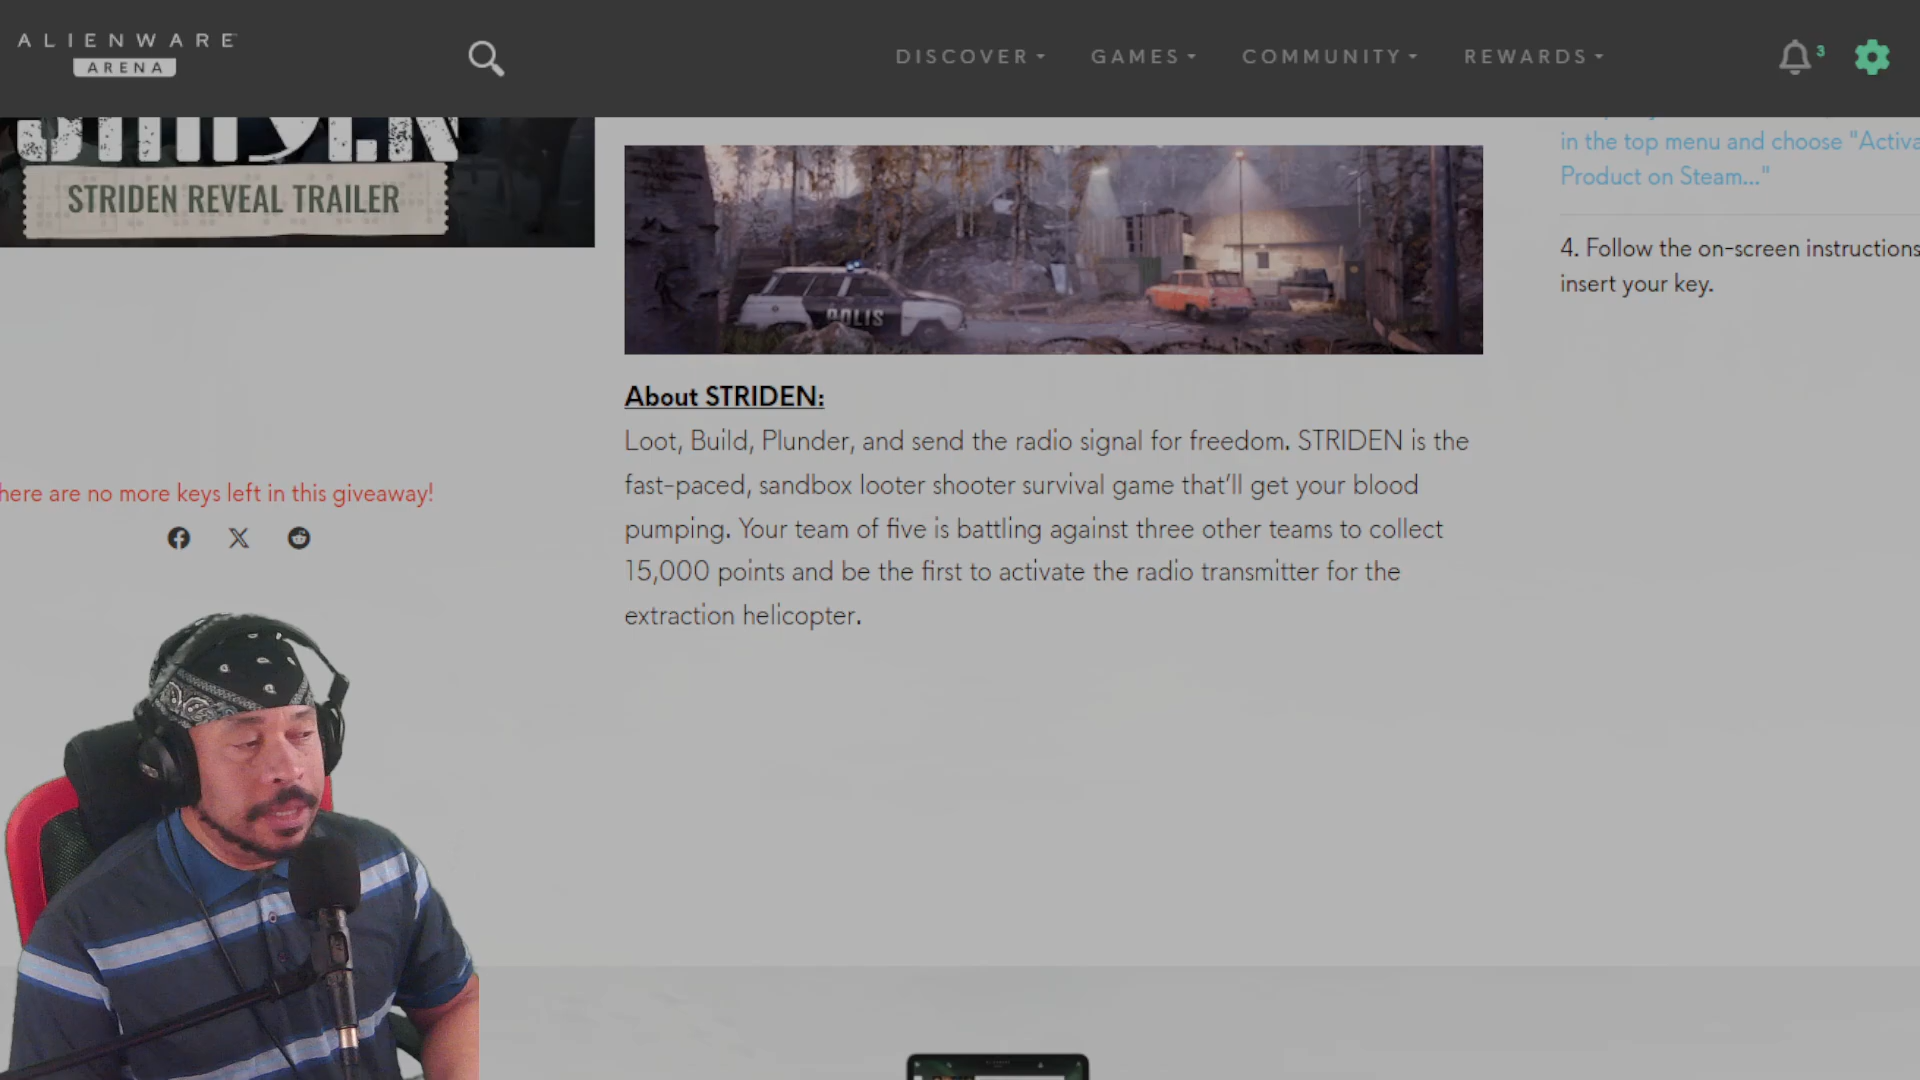 ALIENWARE
ARENA
DISCOVER
GAMES
COMMUNITY
REWARDS
3
STRIDEN
STRIDEN REVEAL TRAILER
POLIS
in the top menu and choose "Activa
Product on Steam..."
4. Follow the on-screen instructions
insert your key.
here are no more keys left in this giveaway!
About STRIDEN:
Loot, Build, Plunder, and send the radio signal for freedom. STRIDEN is the
fast-paced, sandbox looter shooter survival game that'll get your blood
pumping. Your team of five is battling against three other teams to collect
15,000 points and be the first to activate the radio transmitter for the
extraction helicopter.